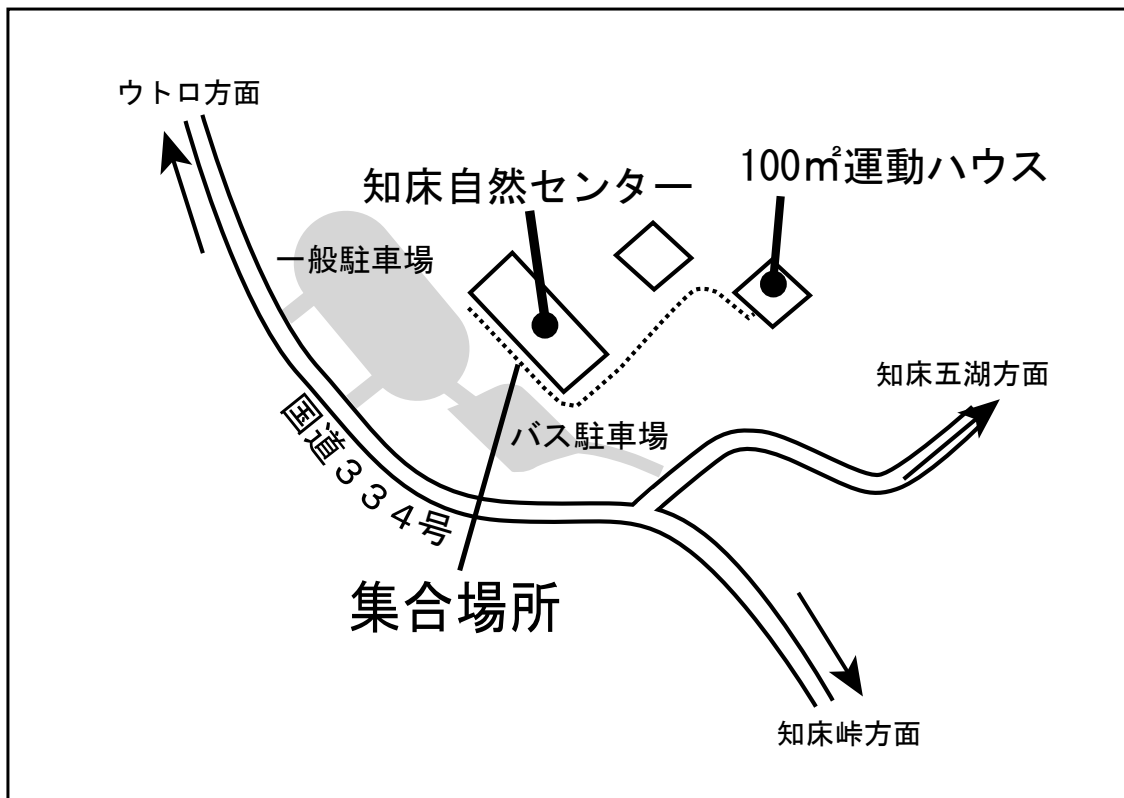 ウトロ方面
100㎡運動ハウス
知床自然センター
一般駐車場
知床五湖方面
バス駐車場
国道３３４号
集合場所
知床峠方面